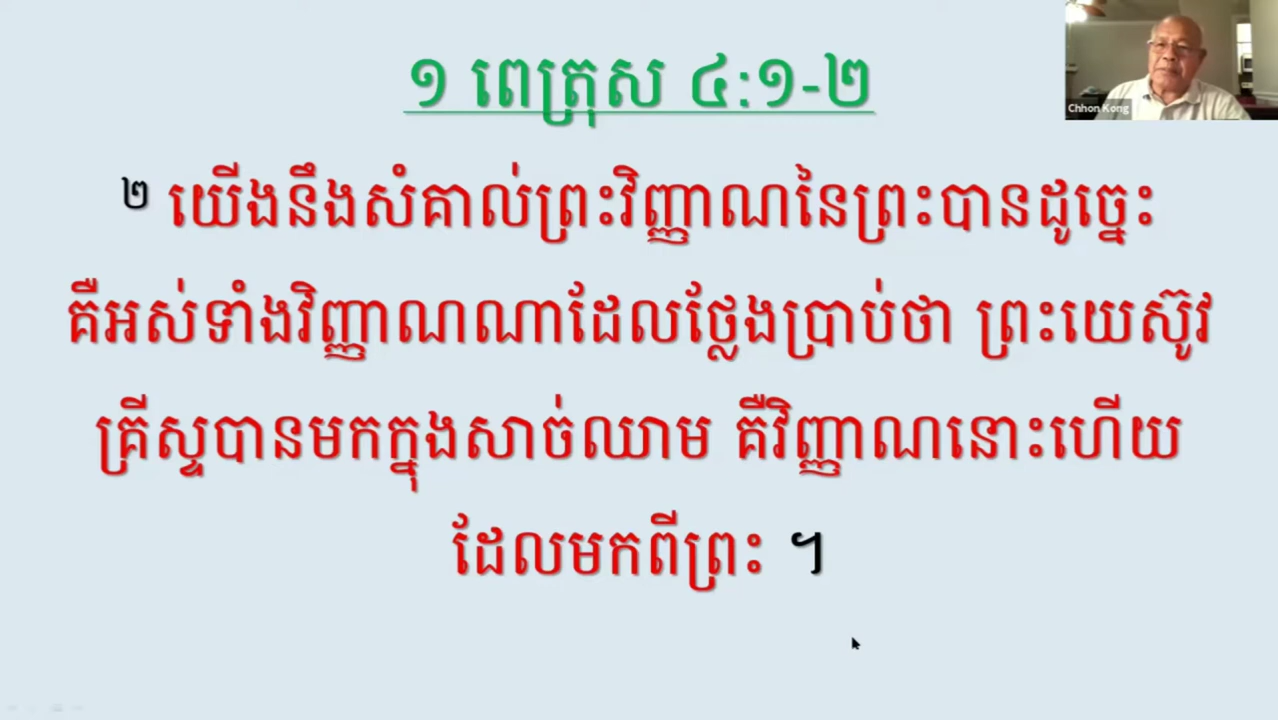 ១ ពេត្រុស ៤:១-២
Chhon Kong
២ យើងនឹងសំគាល់ព្រះវិញ្ញាណនៃព្រះបានដូច្នេះ
គឺអស់ទាំងវិញ្ញាណណាដែលថ្លែងប្រាប់ថា ព្រះយេស៊ូវ
គ្រីស្ទបានមកក្នុងសាច់ឈាម គឺវិញ្ញាណនោះហើយ
ដែលមកពីព្រះ ។